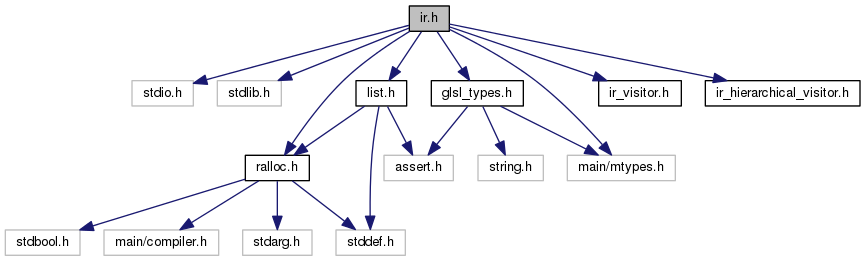 ir.h
stdio.h
stdlib.h
list.h
glsl_types.h
ir_visitor.h
ir_hierarchical_visitor.h
ralloc.h
assert.h
string.h
main/mtypes.h
stdbool.h
main/compiler.h
stdarg.h
stddef.h